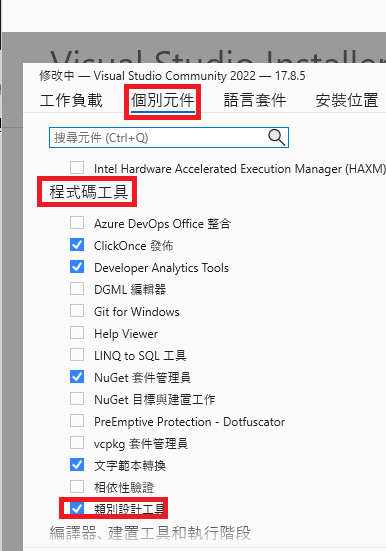 Visual Studio Installer
修改中 — Visual Studio Community 2022 — 17.8.5
工作負載 個別元件 語言套件 安裝位置
搜尋元件 (Ctrl+Q)
Intel Hardware Accelerated Execution Manager (HAXM)
程式碼工具
Azure DevOps Office 整合
ClickOnce 發佈
Developer Analytics Tools
DGML 編輯器
Git for Windows
Help Viewer
LINQ to SQL 工具
NuGet 套件管理員
NuGet 目標與建置工作
PreEmptive Protection - Dotfuscator
vcpkg 套件管理員
文字範本轉換
相依性驗證
類別設計工具
編譯器、建置工具和執行階段